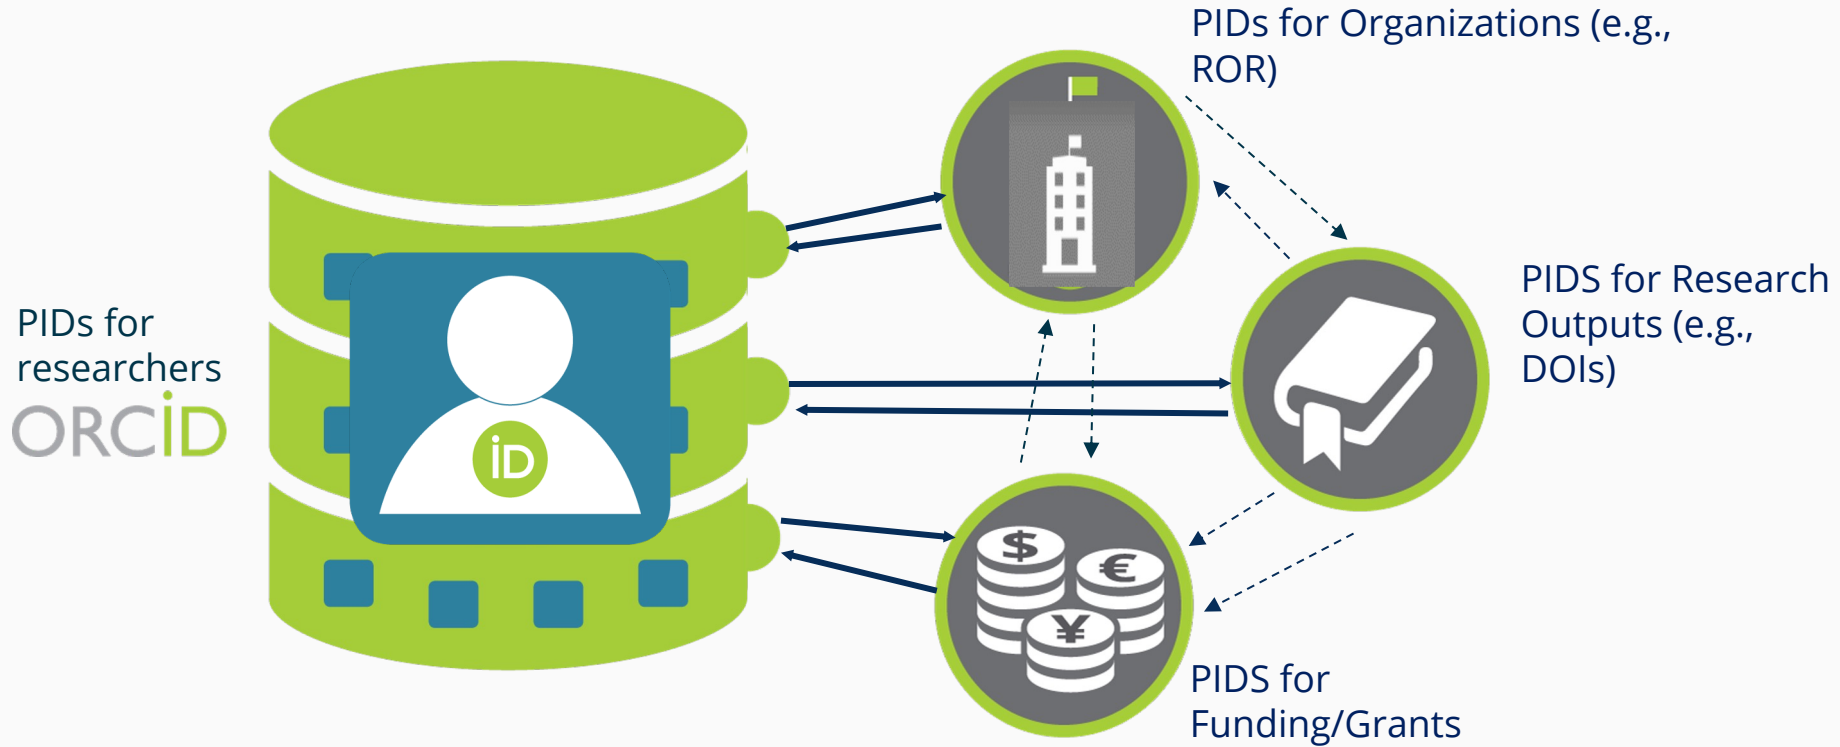 PIDs for Organizations (e.g.,
ROR)
PIDs for
researchers
ORCiD
iD
PIDS for Research
Outputs (e.g.,
DOIs)
$
€
¥
PIDS for
Funding/Grants